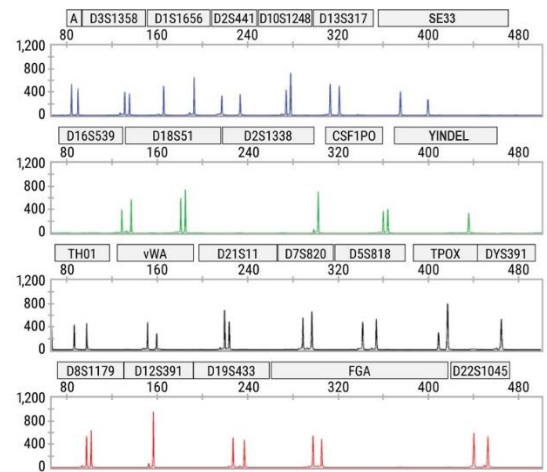 A D3S1358 D1S1656 D2S441 D10S1248 D13S317 SE33
80 160 240 320 400 480
1,200
800
400
0
D16S539 D18S51 D2S1338 CSF1PO YINDEL
80 160 240 320 400 480
1,200
800
400
0
TH01 vWA D21S11 D7S820 D5S818 TPOX DYS391
80 160 240 320 400 480
1,200
800
400
0
D8S1179 D12S391 D19S433 FGA D22S1045
80 160 240 320 400 480
1,200
800
400
0